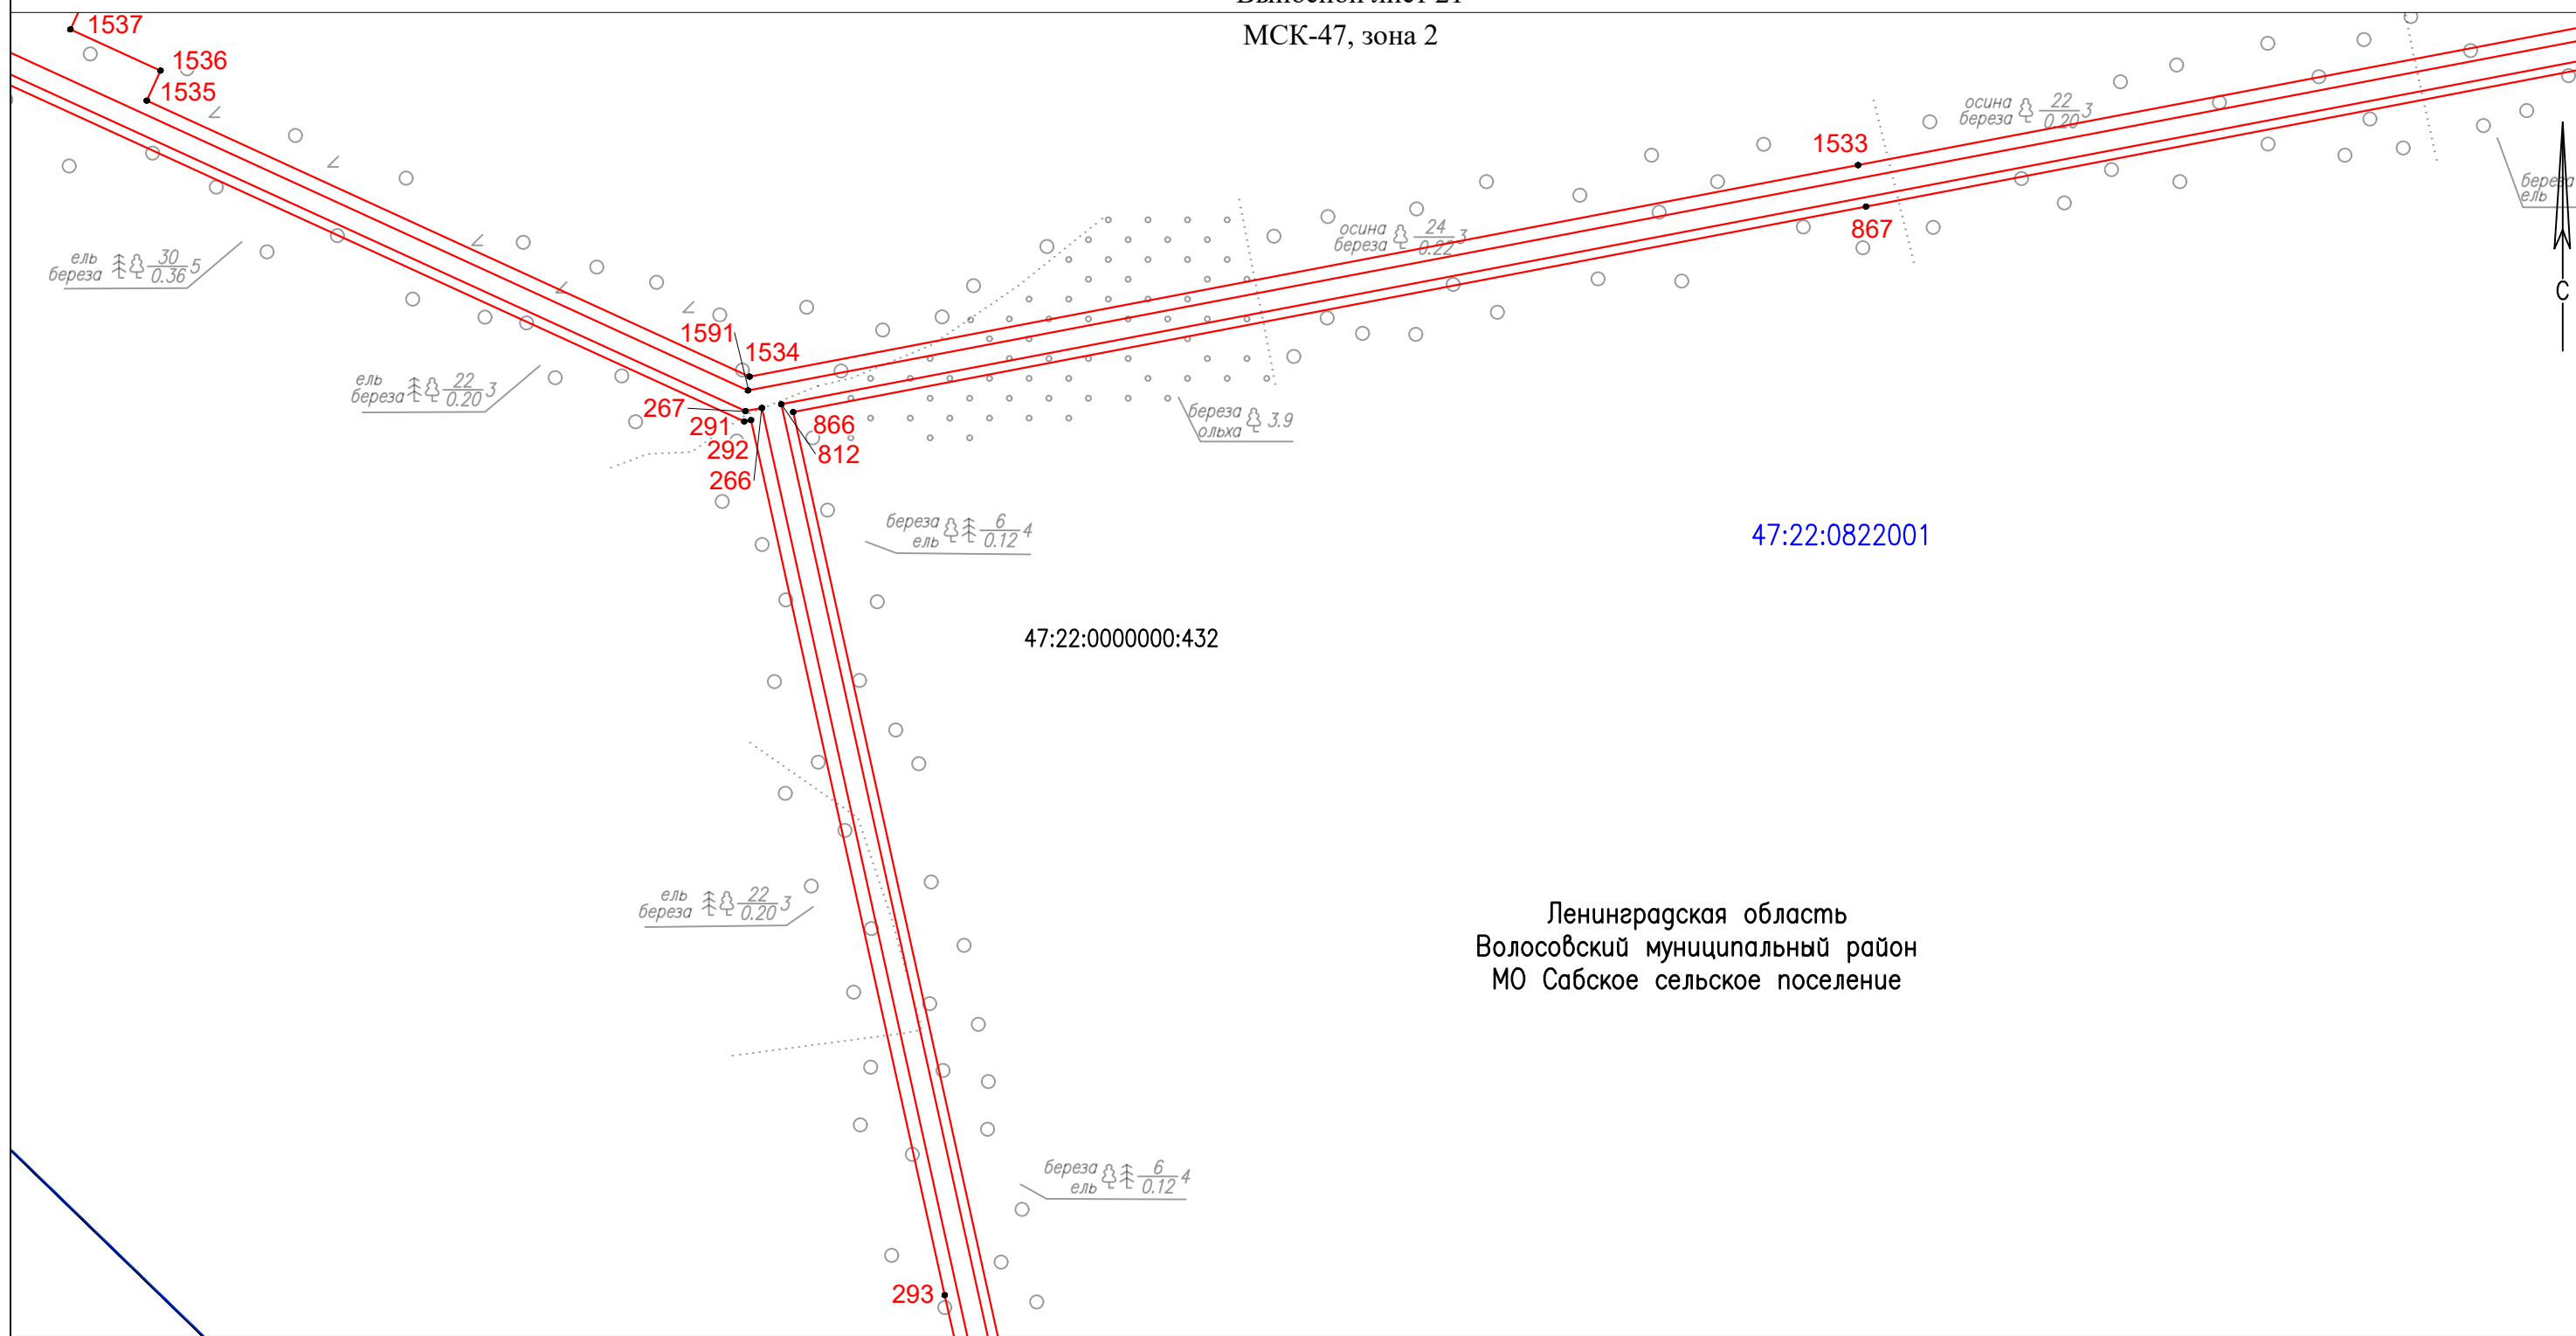 МСК-47, зона 2
1537
1536
1535
осина
береза
22
0.20
3
1533
867
береза
ель
С
осина
береза
24
0.22
3
ель
береза
30
0.36
5
1591
1534
ель
береза
22
0.20
3
267
291
292
266
866
812
береза
ольха
3.9
береза
ель
6
0.12
4
47:22:0822001
47:22:0000000:432
ель
береза
22
0.20
3
Ленинградская область
Волосовский муниципальный район
МО Сабское сельское поселение
береза
ель
6
0.12
4
293